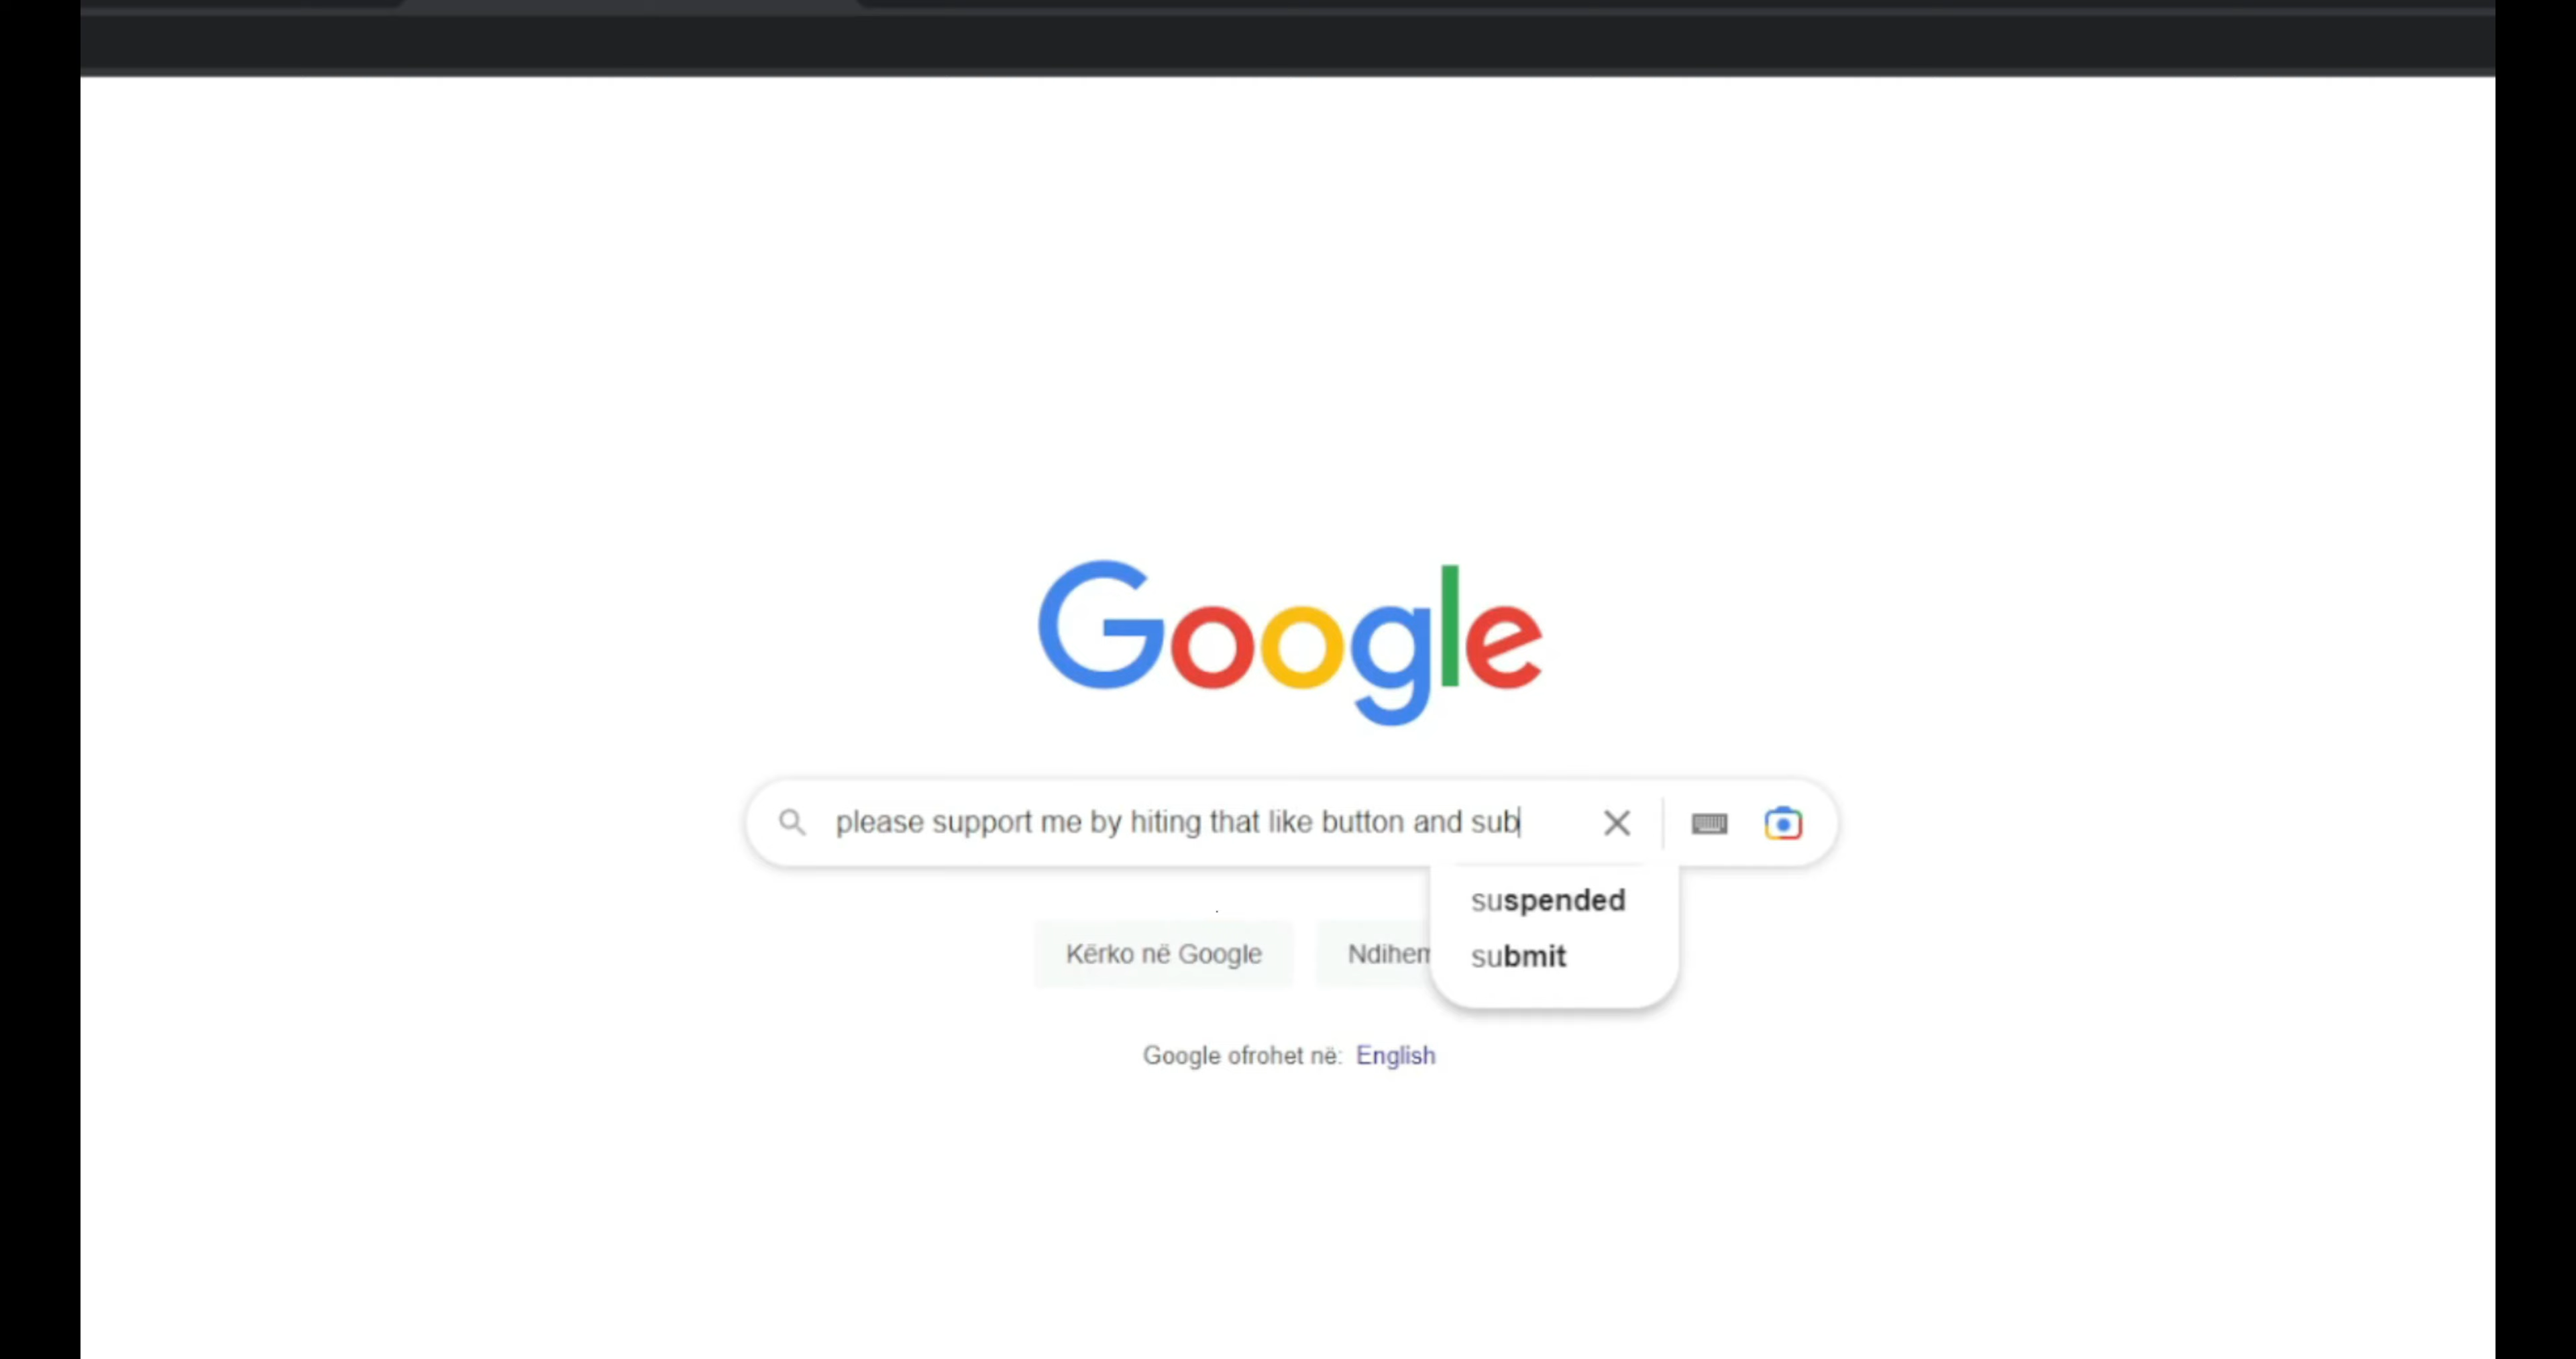 Google
please support me by hiting that like button and sub
suspended
submit
Kërko në Google
Google ofrohet në: English